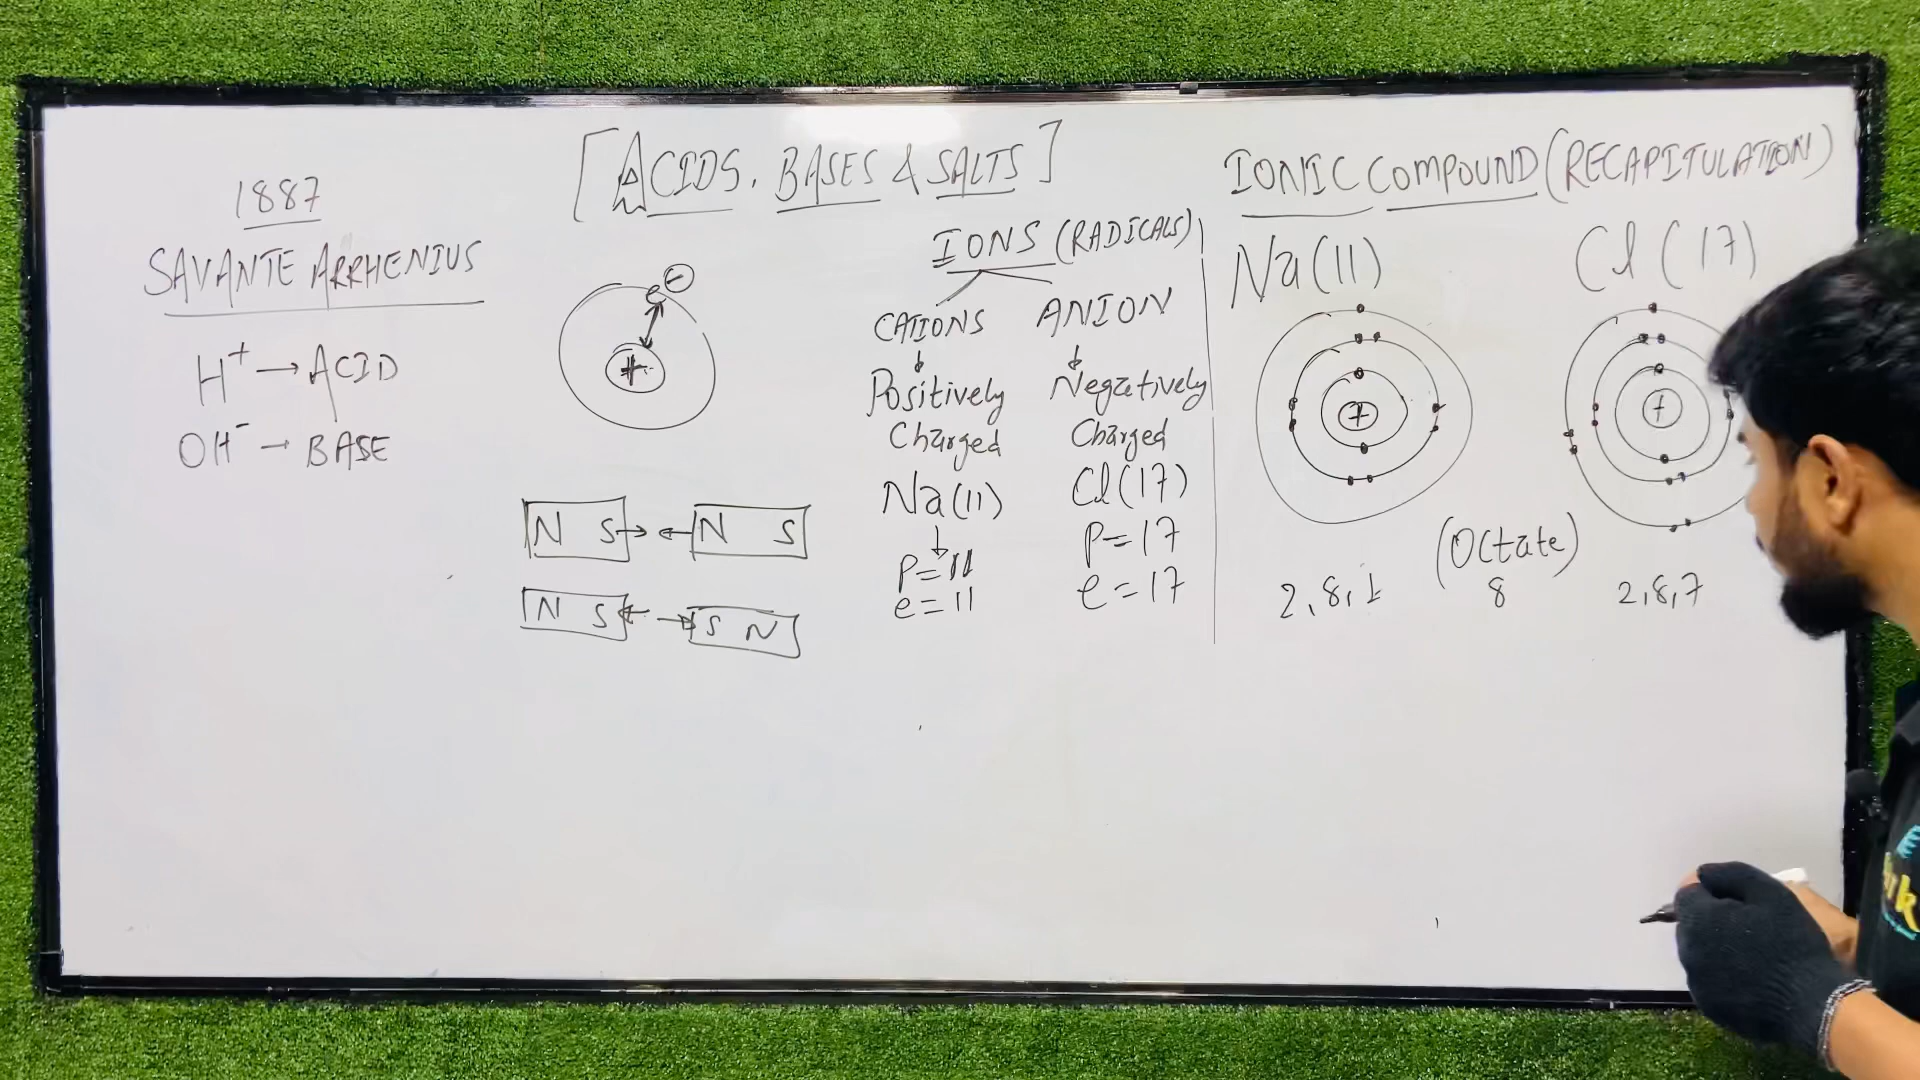 [ACIDS, BASES & SALTS]
1887
SAVANTE ARRHENIUS
H+ → ACID
OH- → BASE
e -
+
N S → ← N S
N S ← → S N
IONS (RADICALS)
CATIONS
Positively
Charged
Na(11)
P=11
e=11
ANION
Negatively
Charged
Cl(17)
P=17
e=17
IONIC COMPOUND (RECAPITULATION)
Na(11)
+
2,8,1
(Octate)
8
Cl(17)
+
2,8,7